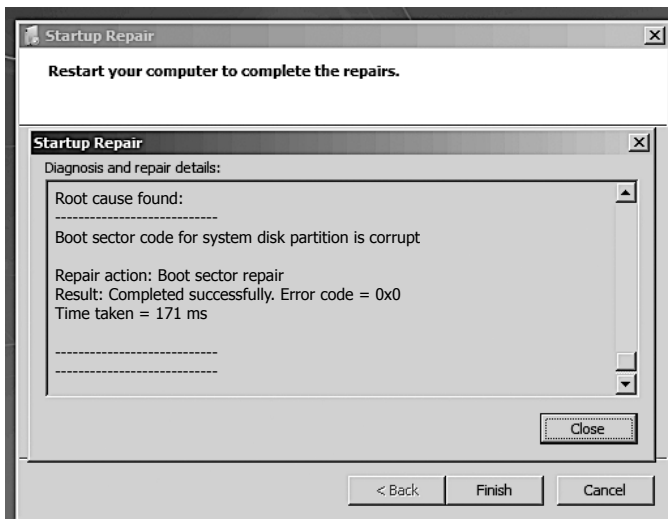 Startup Repair
Restart your computer to complete the repairs.
Startup Repair
Diagnosis and repair details:
Root cause found:
---------------------------
Boot sector code for system disk partition is corrupt
Repair action: Boot sector repair
Result: Completed successfully. Error code = 0x0
Time taken = 171 ms
---------------------------
---------------------------
Close
< Back Finish Cancel